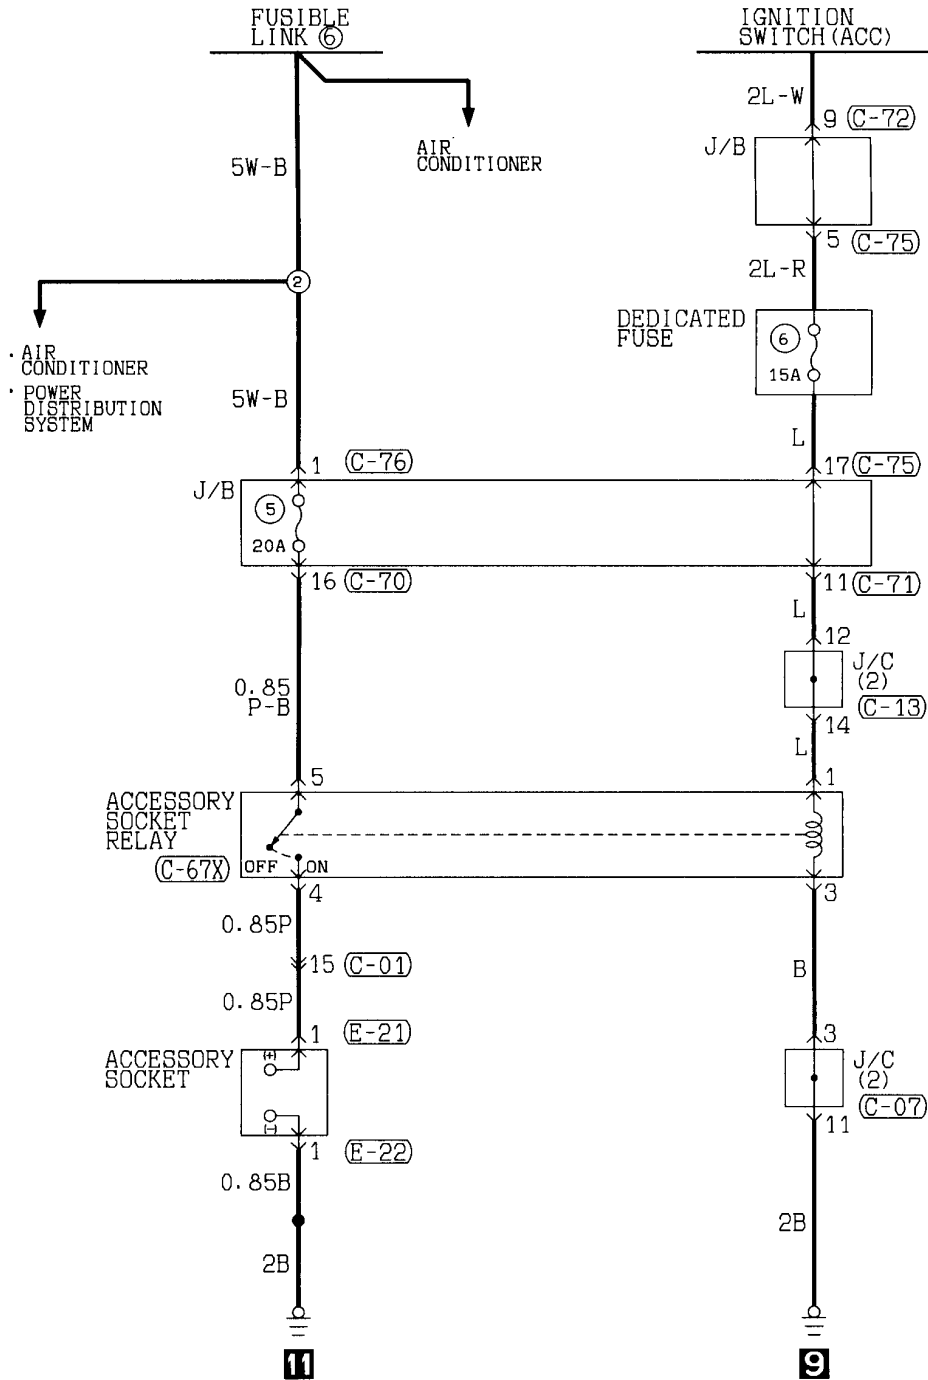 FUSIBLE
LINK ⑥
IGNITION
SWITCH(ACC)
2L-W
9 (C-72)
J/B
AIR
CONDITIONER
5W-B
5 (C-75)
2L-R
2
DEDICATED
FUSE
6
15A
· AIR
CONDITIONER
· POWER
DISTRIBUTION
SYSTEM
5W-B
L
1 (C-76)
17 (C-75)
J/B
5
20A
16 (C-70)
11 (C-71)
L
12
J/C
(2)
(C-13)
0.85
P-B
14
L
5
1
ACCESSORY
SOCKET
RELAY
(C-67X)
OFF
ON
4
3
0.85P
15 (C-01)
B
0.85P
1 (E-21)
3
ACCESSORY
SOCKET
(+)
(-)
J/C
(2)
(C-07)
11
1 (E-22)
0.85B
2B
2B
11
9